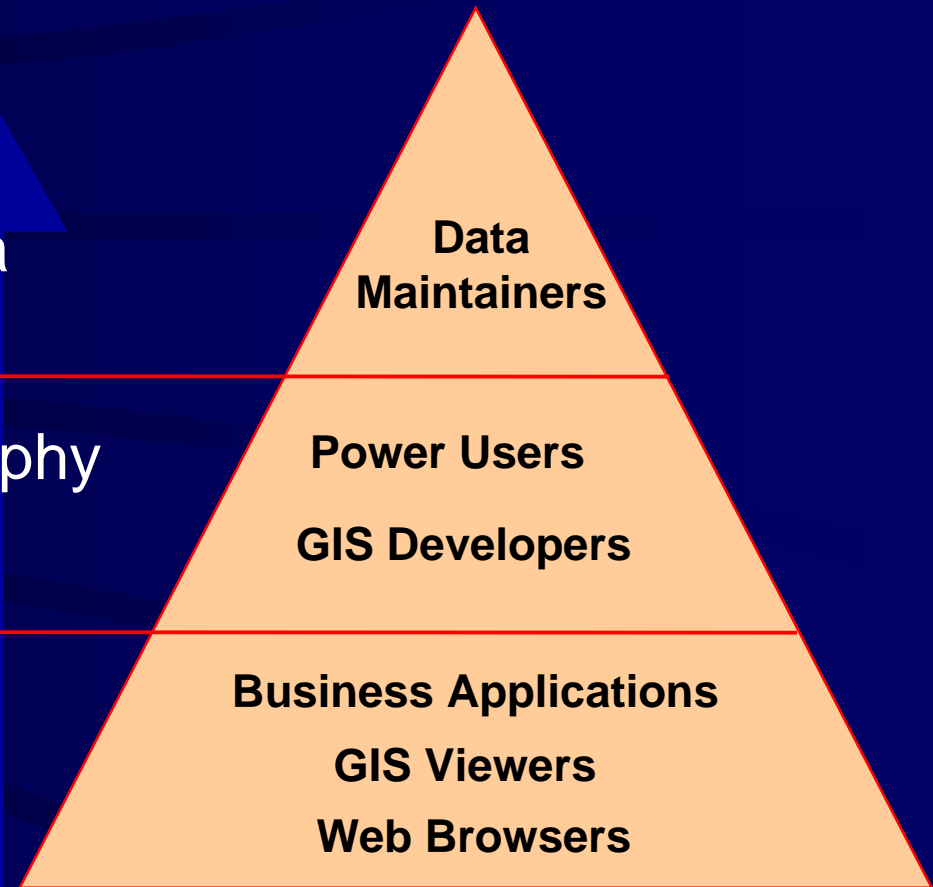 Data
Maintainers
Power Users
GIS Developers
Business Applications
GIS Viewers
Web Browsers